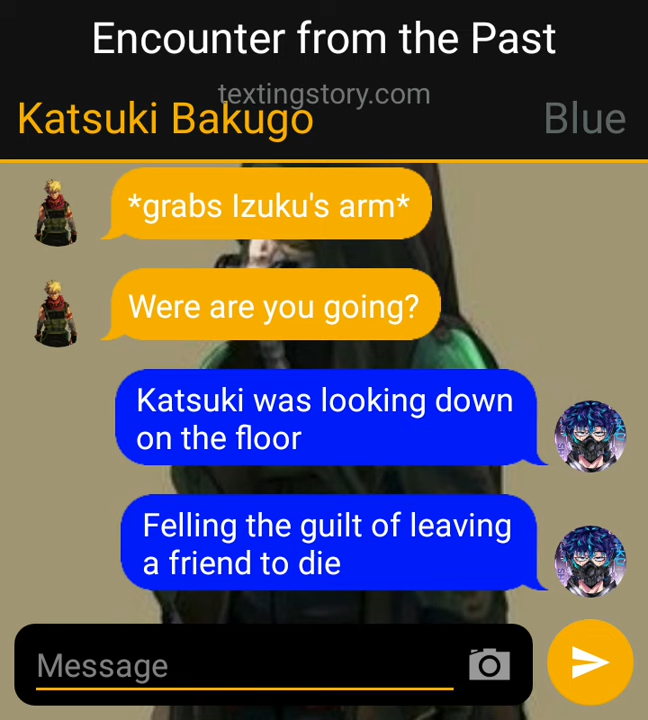 Encounter from the Past
textingstory.com
Katsuki Bakugo
Blue
*grabs Izuku's arm*
Were are you going?
Katsuki was looking down
on the floor
Felling the guilt of leaving
a friend to die
Message